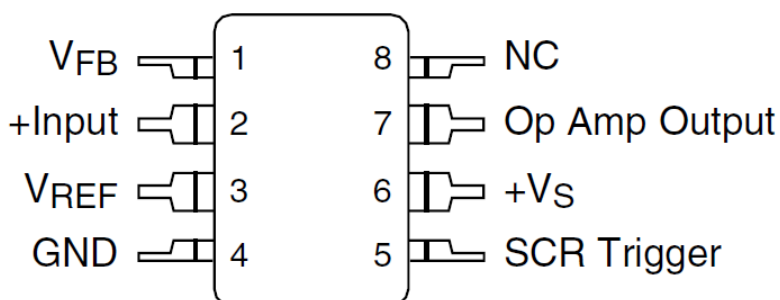 VFB 1 8 NC
+Input 2 7 Op Amp Output
VREF 3 6 +VS
GND 4 5 SCR Trigger